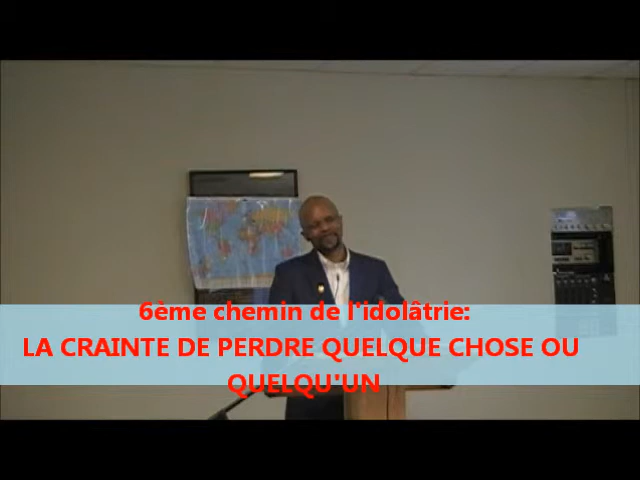 6ème chemin de l'idolâtrie:
LA CRAINTE DE PERDRE QUELQUE CHOSE OU
QUELQU'UN